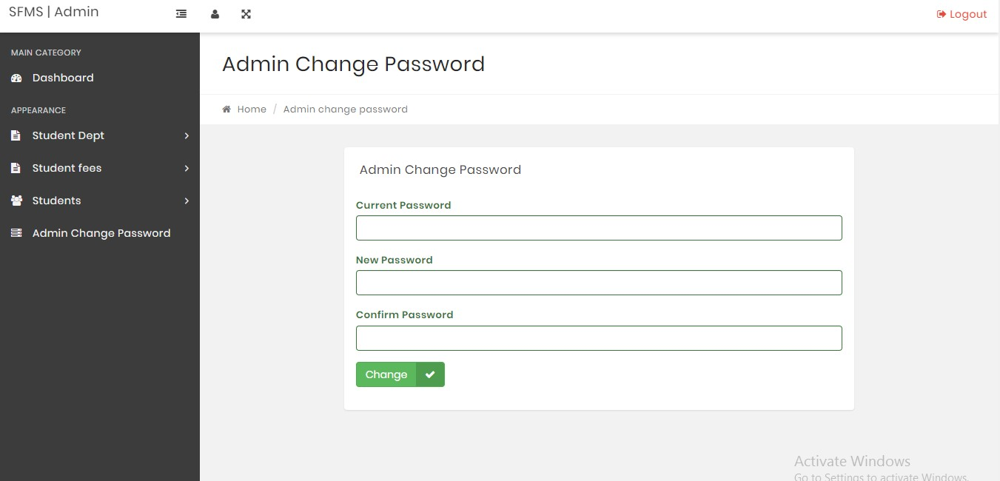 SFMS | Admin
Logout
MAIN CATEGORY
Dashboard
APPEARANCE
Student Dept
Student fees
Students
Admin Change Password
Admin Change Password
Home / Admin change password
Admin Change Password
Current Password
New Password
Confirm Password
Change
Activate Windows
Go to Settings to activate Windows.